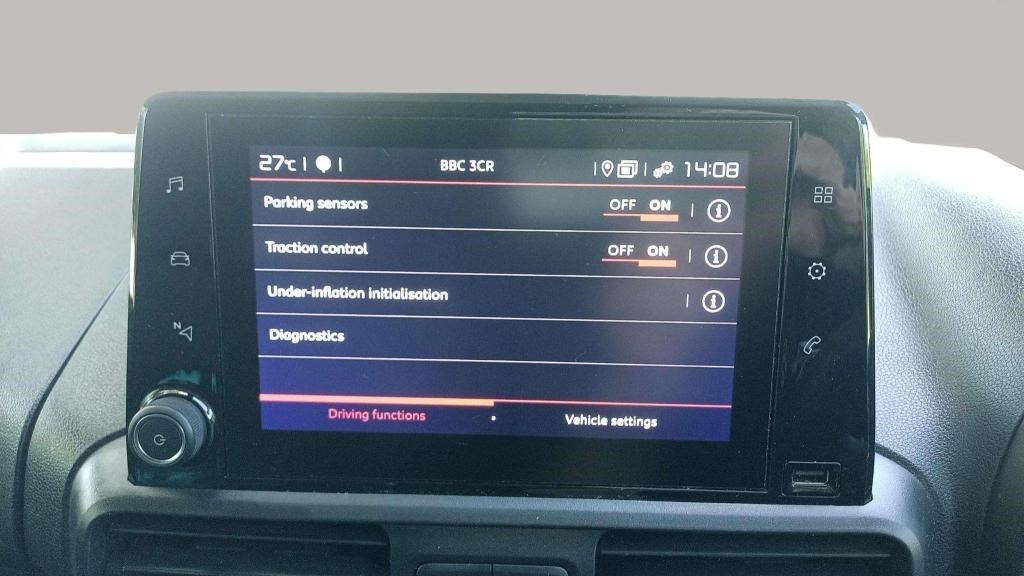 27°C
BBC 3CR
14:08
Parking sensors OFF ON
Traction control OFF ON
Under-inflation initialisation
Diagnostics
Driving functions
Vehicle settings
N